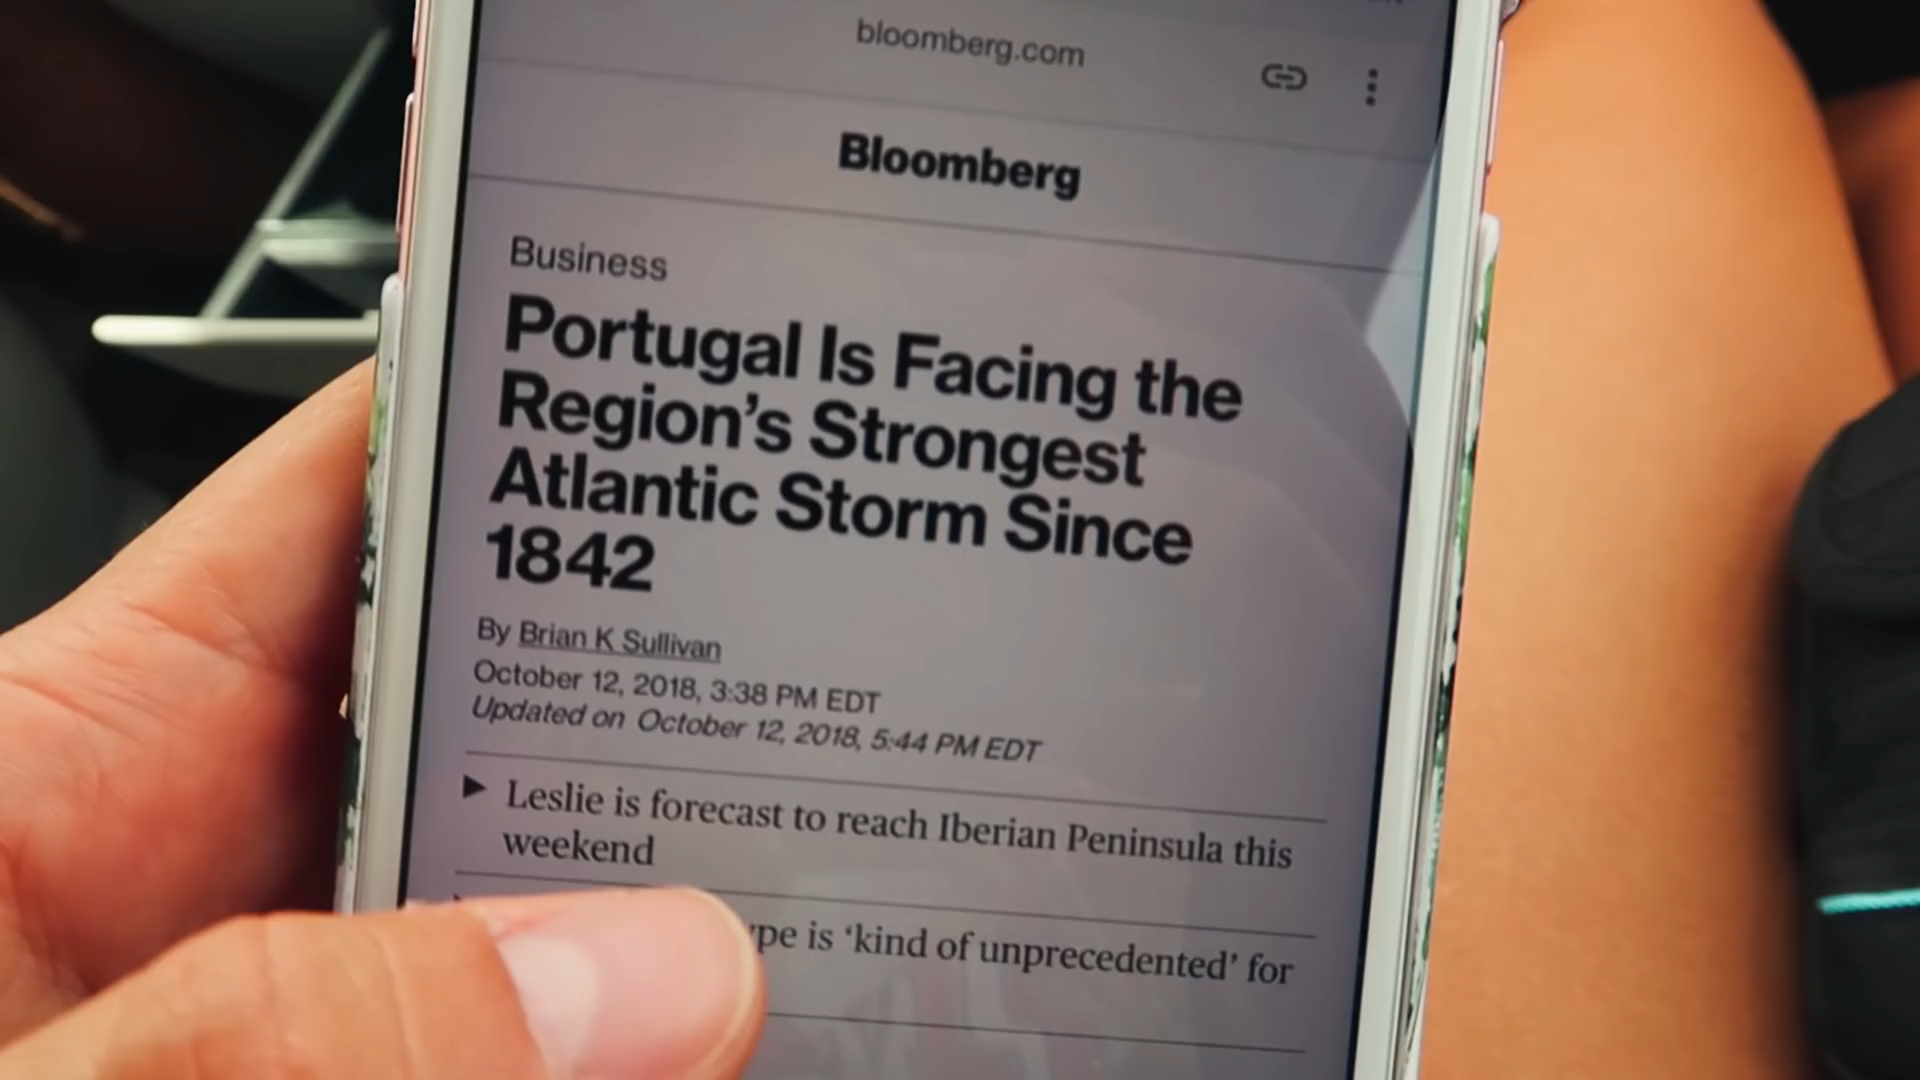 bloomberg.com
Bloomberg
Business
Portugal Is Facing the
Region's Strongest
Atlantic Storm Since
1842
By Brian K Sullivan
October 12, 2018, 3:38 PM EDT
Updated on October 12, 2018, 5:44 PM EDT
Leslie is forecast to reach Iberian Peninsula this
weekend
is ‘kind of unprecedented’ for